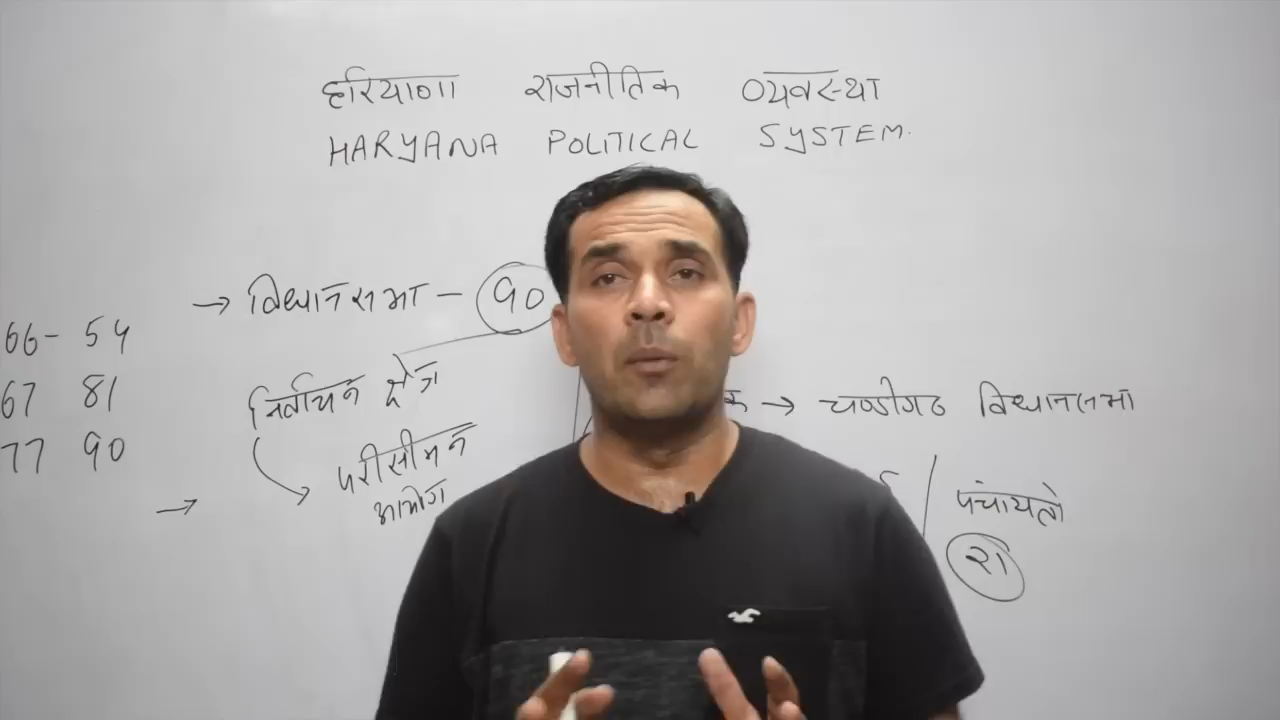 हरियाणा राजनीतिक व्यवस्था
HARYANA POLITICAL SYSTEM.
→ विधानसभा - 90
66 - 54
67 81
77 90
निर्वाचन क्षेत्र
→ परीसीमन
आयोग
→
→ चण्डीगढ विधानसभा
पंचायतो
21